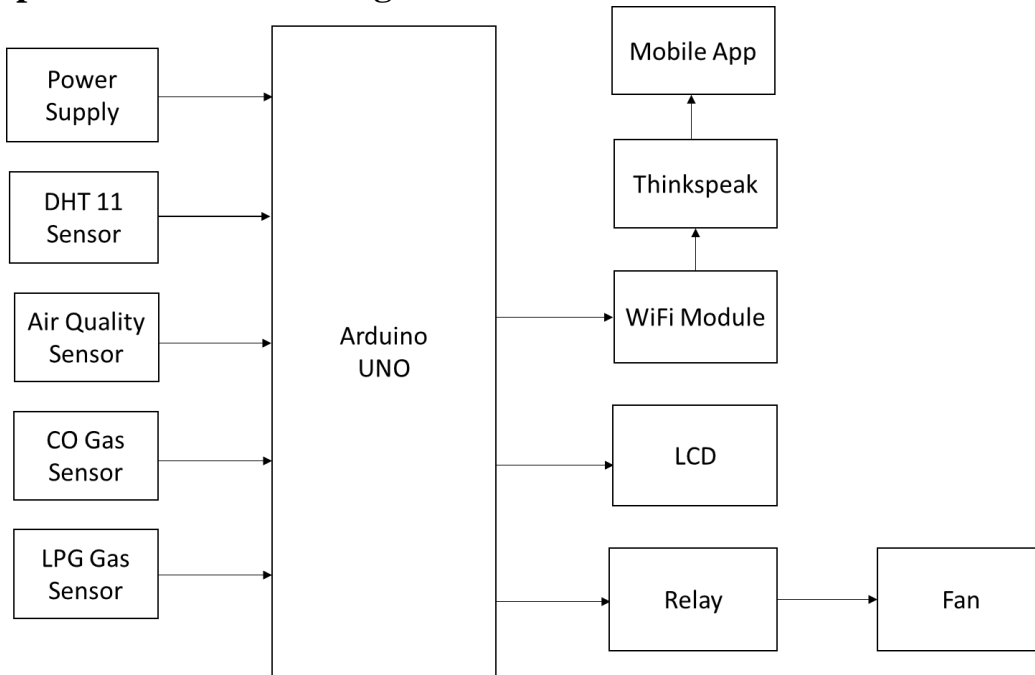 Power
Supply
DHT 11
Sensor
Air Quality
Sensor
CO Gas
Sensor
LPG Gas
Sensor
Arduino
UNO
Mobile App
Thinkspeak
WiFi Module
LCD
Relay
Fan